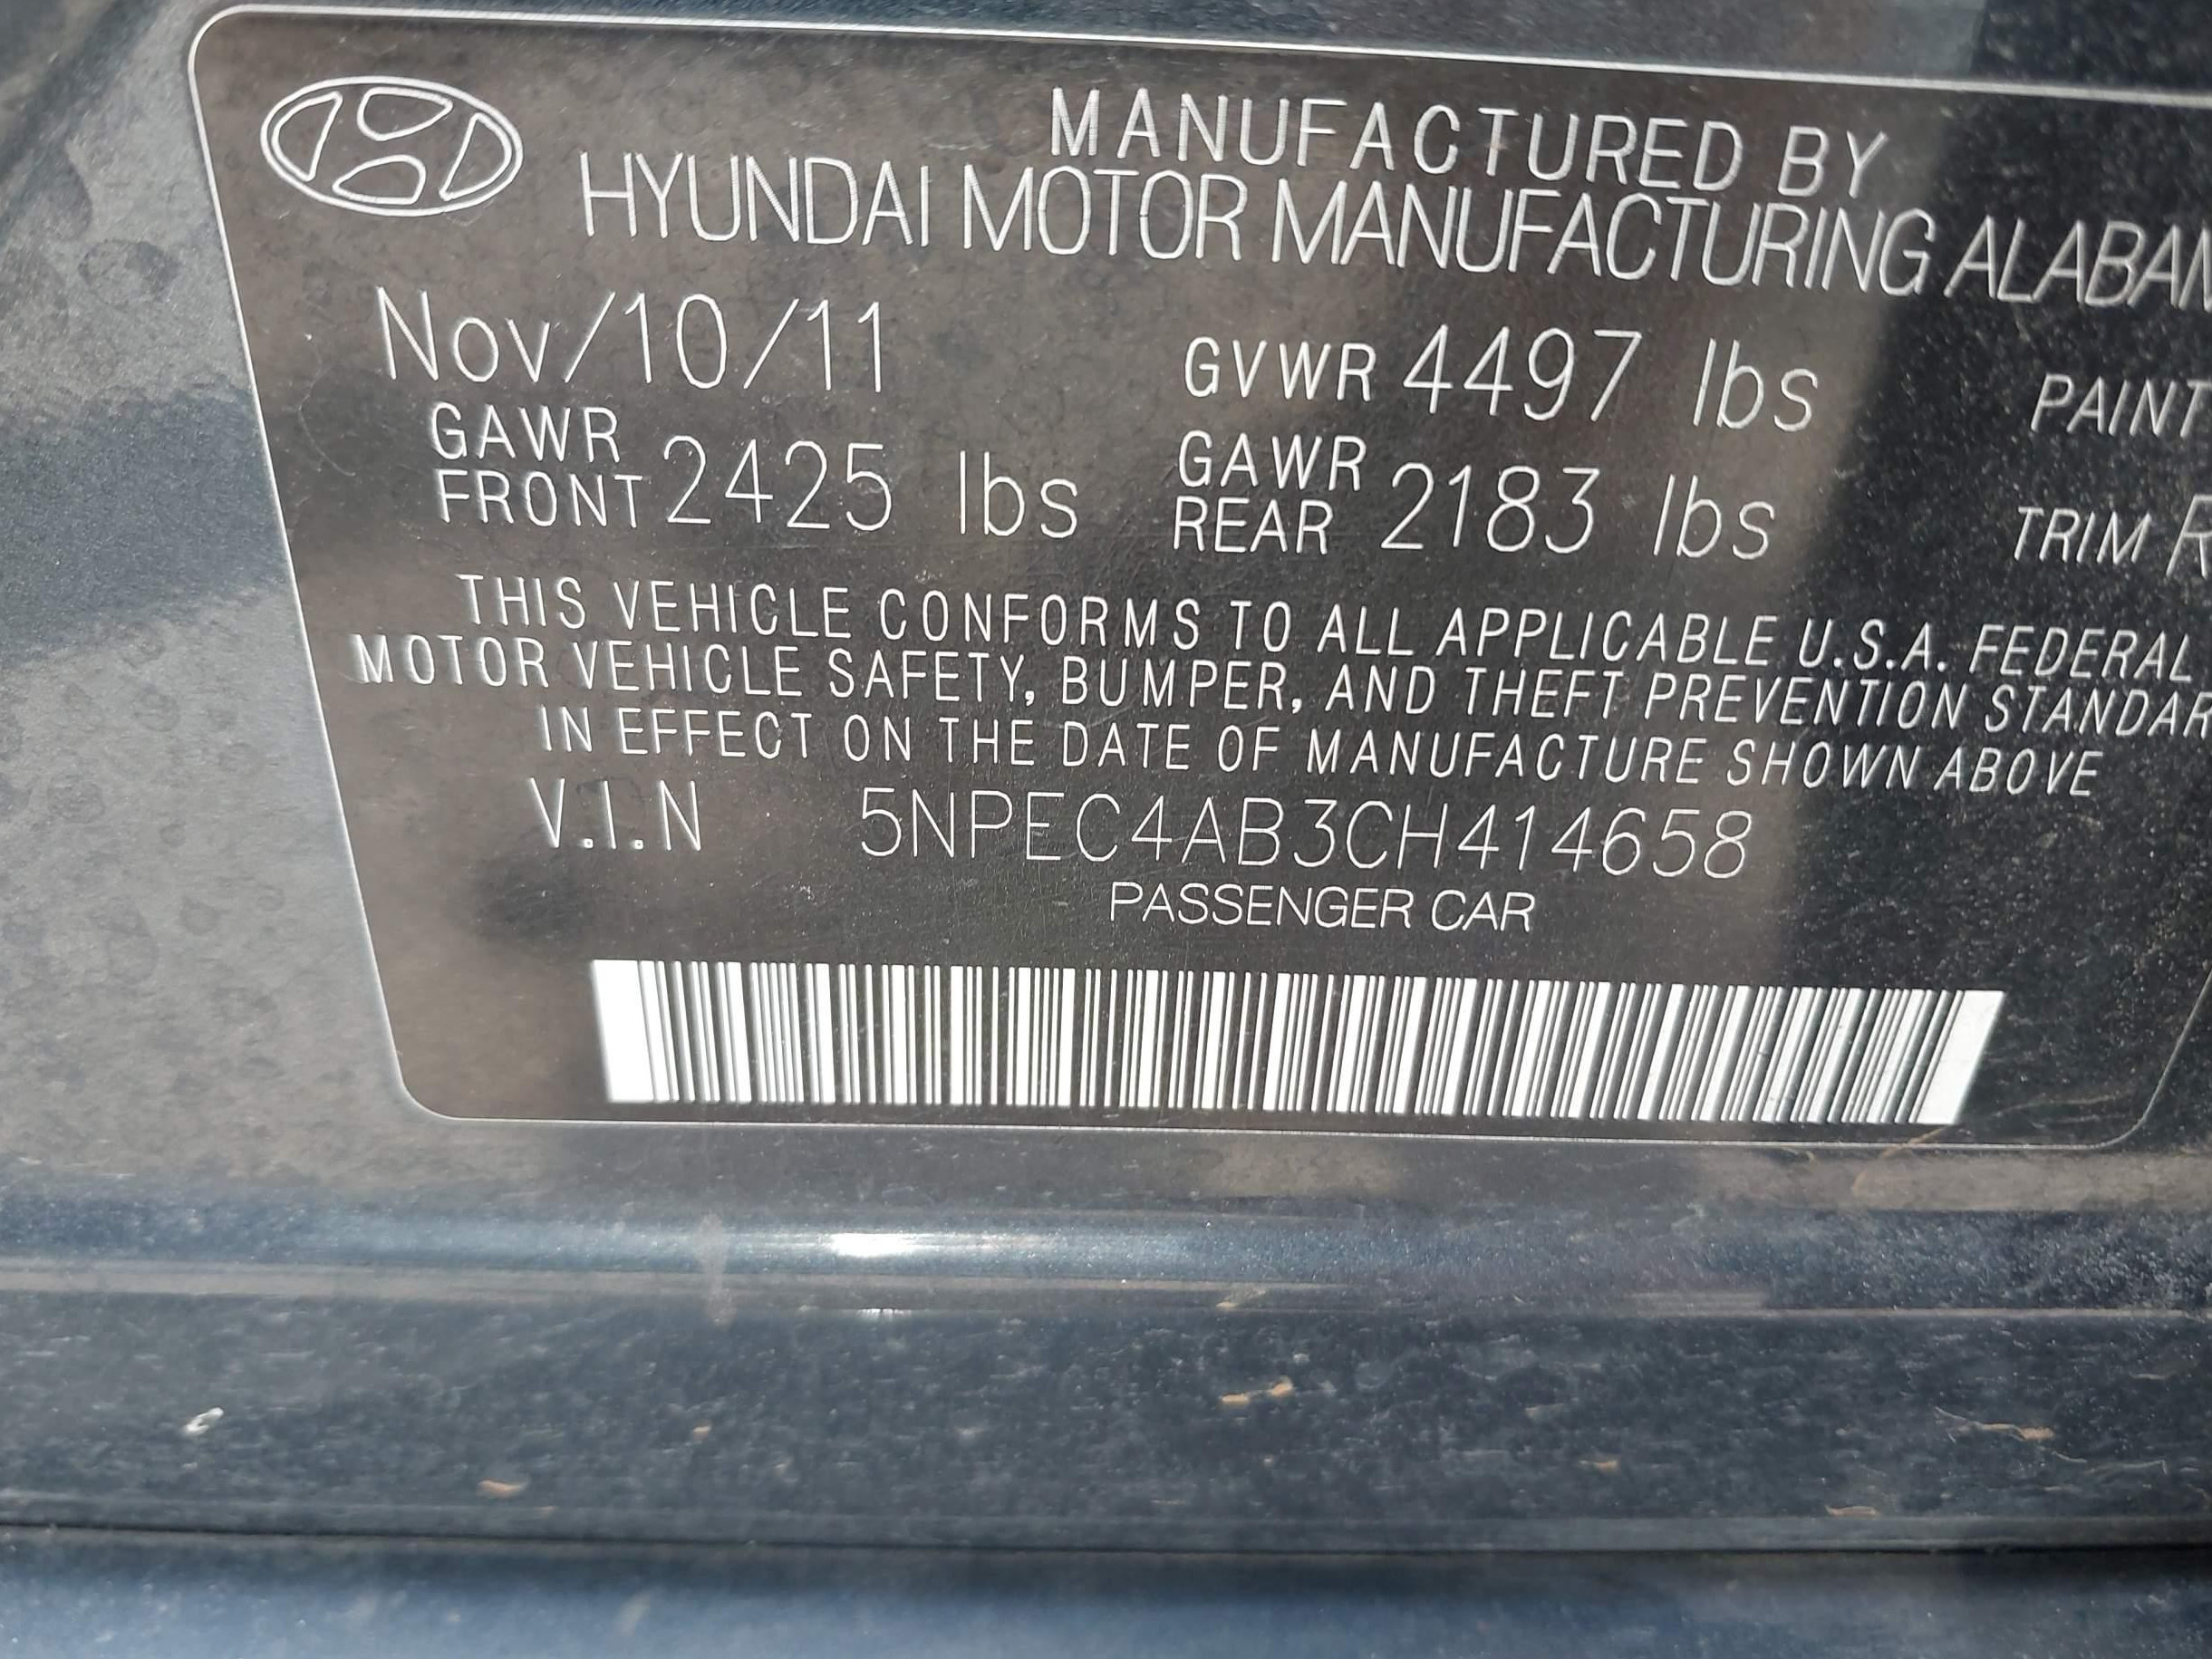 MANUFACTURED BY
HYUNDAI MOTOR MANUFACTURING
Nov/10/11 GVWR 4497 lbs PAINT
GAWR FRONT 2425 lbs GAWR REAR 2183 lbs TRIM
THIS VEHICLE CONFORMS TO ALL APPLICABLE U.S.A. FEDERAL
MOTOR VEHICLE SAFETY, BUMPER, AND THEFT PREVENTION
IN EFFECT ON THE DATE OF MANUFACTURE SHOWN ABOVE
V.I.N 5NPEC4AB3CH414658
PASSENGER CAR